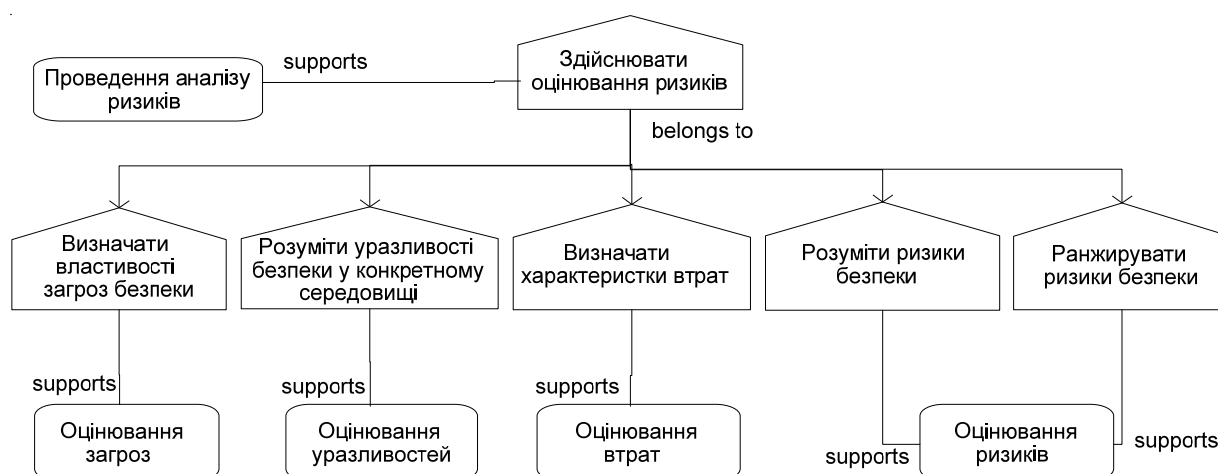 supports
Здійснювати
оцінювання ризиків
Проведення аналізу
ризиків
belongs to
Визначати
властивості
загроз безпеки
Розуміти уразливості
безпеки у конкретному
середовищі
Визначати
характеристки втрат
Розуміти ризики
безпеки
Ранжирувати
ризики безпеки
supports
supports
supports
Оцінювання
загроз
Оцінювання
уразливостей
Оцінювання
втрат
supports
Оцінювання
ризиків
supports